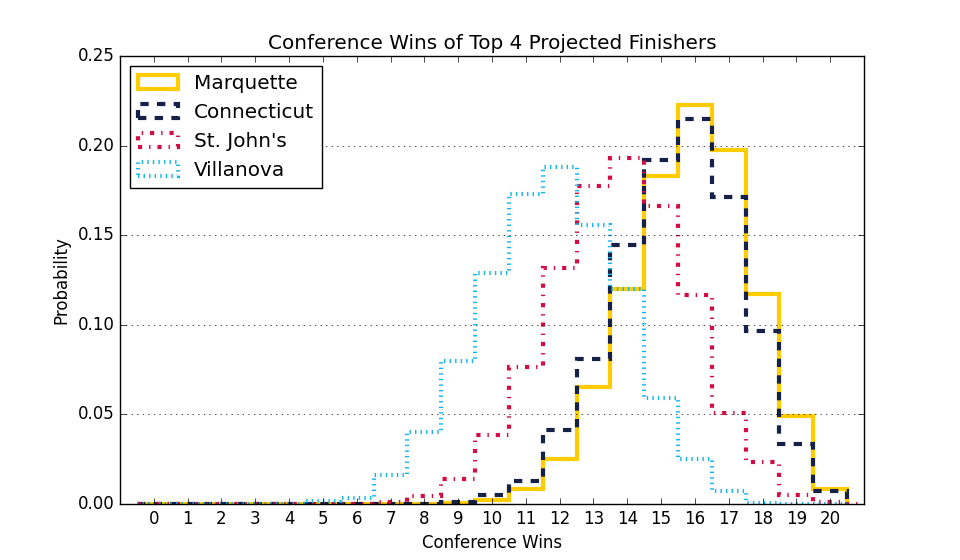 Conference Wins of Top 4 Projected Finishers
Marquette
Connecticut
St. John's
Villanova
0.25
0.20
0.15
0.10
0.05
0.00
Probability
0 1 2 3 4 5 6 7 8 9 10 11 12 13 14 15 16 17 18 19 20
Conference Wins